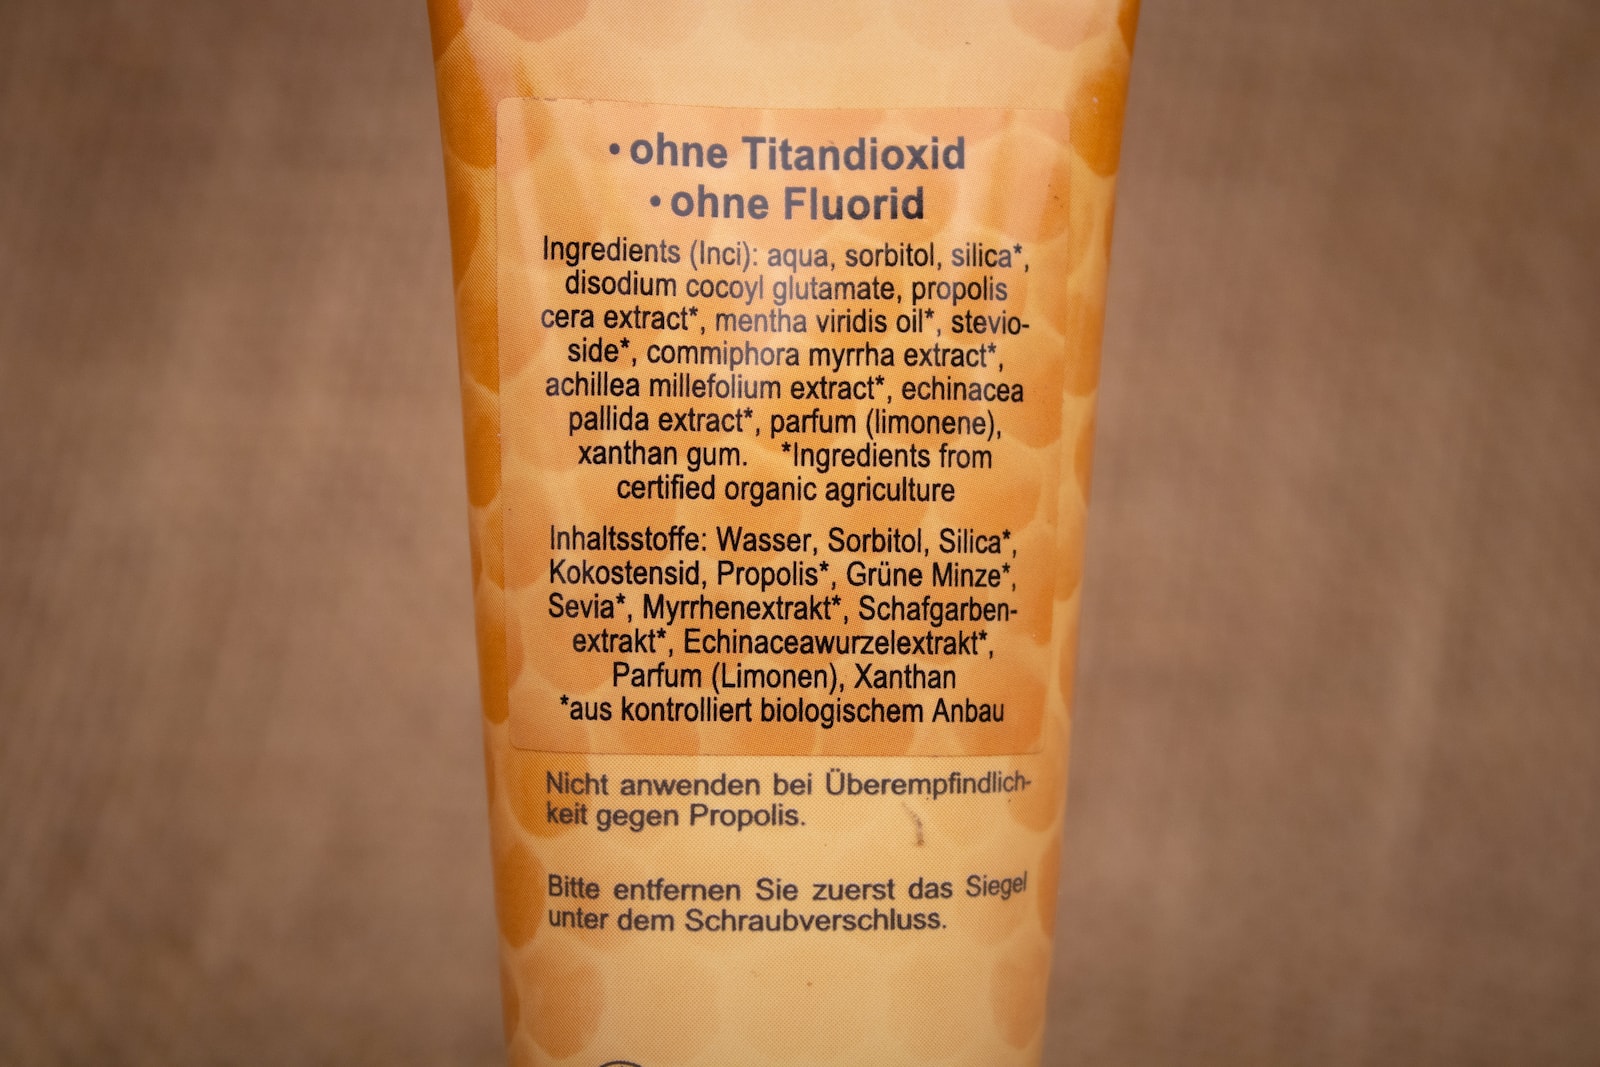 • ohne Titandioxid
• ohne Fluorid
Ingredients (Inci): aqua, sorbitol, silica*,
disodium cocoyl glutamate, propolis
cera extract*, mentha viridis oil*, stevio-
side*, commiphora myrrha extract*,
achillea millefolium extract*, echinacea
pallida extract*, parfum (limonene),
xanthan gum. *Ingredients from
certified organic agriculture
Inhaltsstoffe: Wasser, Sorbitol, Silica*,
Kokostensid, Propolis*, Grüne Minze*,
Sevia*, Myrrhenextrakt*, Schafgarben-
extrakt*, Echinaceawurzelextrakt*,
Parfum (Limonen), Xanthan
*aus kontrolliert biologischem Anbau
Nicht anwenden bei Überempfindlich-
keit gegen Propolis.
Bitte entfernen Sie zuerst das Siegel
unter dem Schraubverschluss.